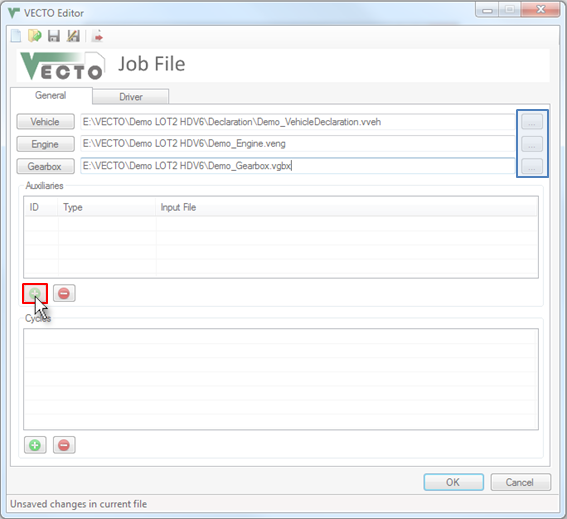 VECTO Editor
VECTO Job File
General Driver
Vehicle E:\VECTO\Demo LOT2 HDV6\Declaration\Demo_VehicleDeclaration.vveh ...
Engine E:\VECTO\Demo LOT2 HDV6\Demo_Engine.veng ...
Gearbox E:\VECTO\Demo LOT2 HDV6\Demo_Gearbox.vgbx ...
Auxiliaries
ID Type Input File
Cycles
OK Cancel
Unsaved changes in current file